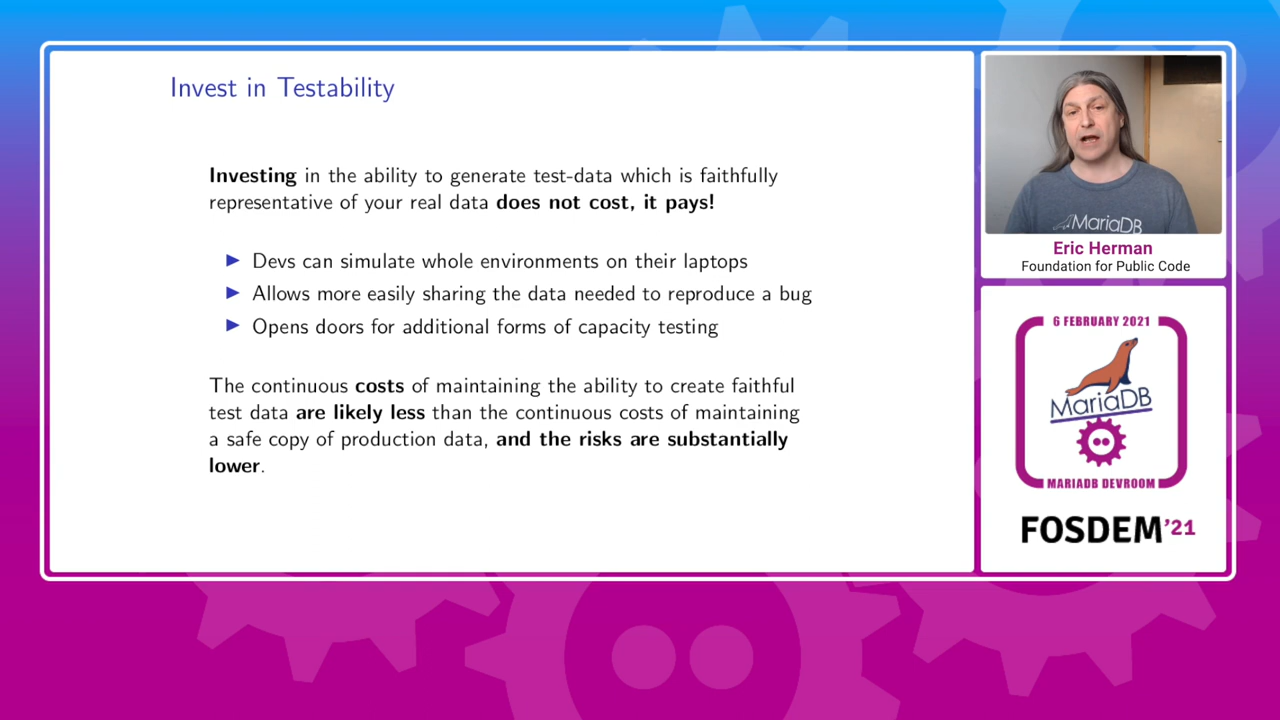 Invest in Testability
Investing in the ability to generate test-data which is faithfully
representative of your real data does not cost, it pays!
Devs can simulate whole environments on their laptops
Allows more easily sharing the data needed to reproduce a bug
Opens doors for additional forms of capacity testing
The continuous costs of maintaining the ability to create faithful
test data are likely less than the continuous costs of maintaining
a safe copy of production data, and the risks are substantially
lower.
MariaDB
Eric Herman
Foundation for Public Code
6 FEBRUARY 2021
MariaDB
MARIADB DEVROOM
FOSDEM'21